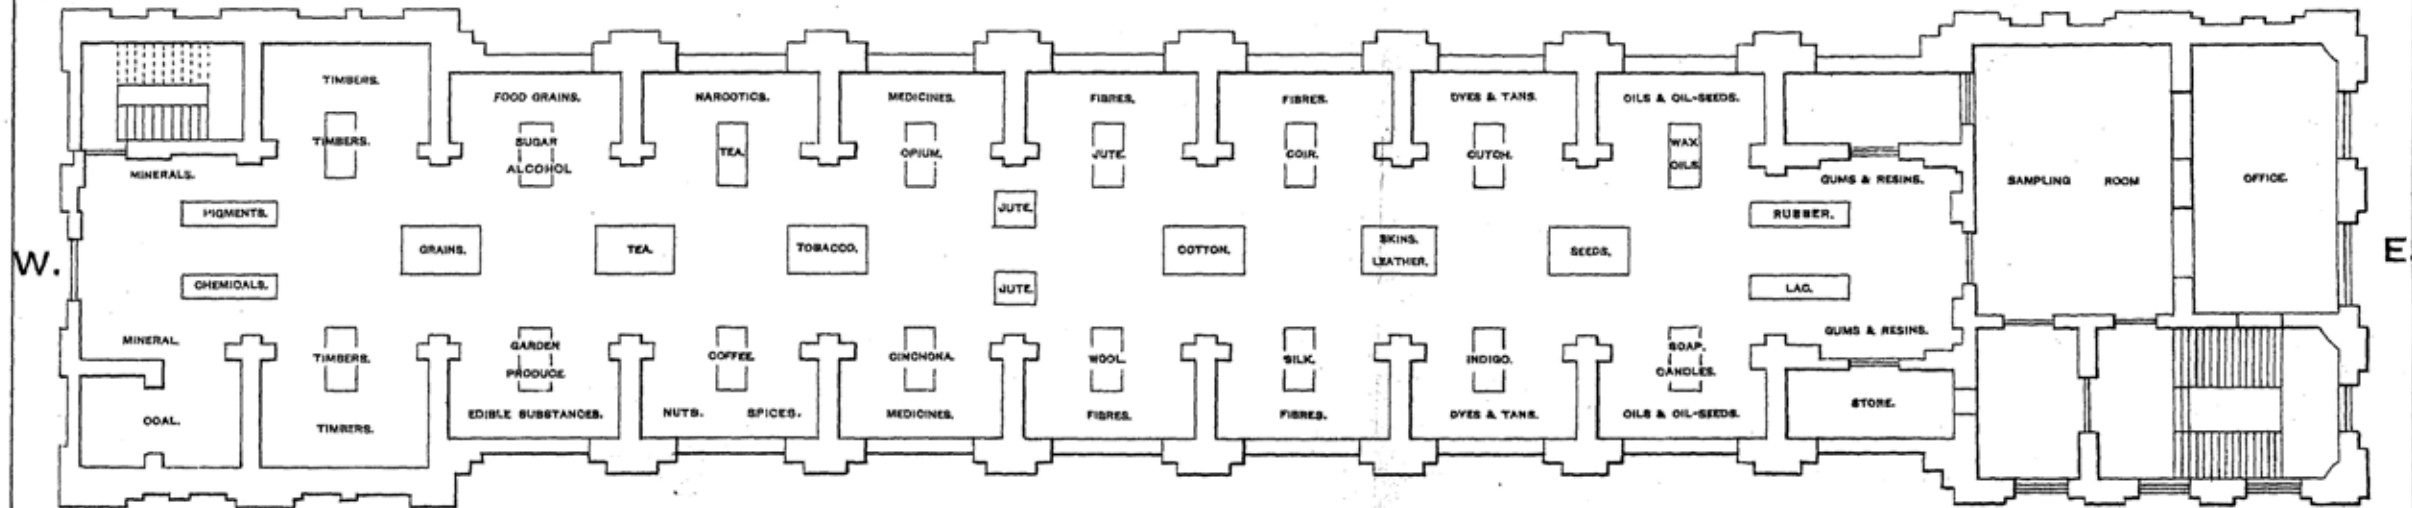 TIMBERS.
FOOD GRAINS.
NARCOTICS.
MEDICINES.
FIBRES.
FIBRES.
DYES & TANS.
OILS & OIL-SEEDS.
TIMBERS.
SUGAR
ALCOHOL
TEA.
OPIUM.
JUTE.
COIR.
CUTCH.
WAX
OILS
MINERALS.
GUMS & RESINS.
SAMPLING ROOM
OFFICE.
PIGMENTS.
JUTE.
RUBBER.
W.
GRAINS.
TEA.
TOBACCO.
COTTON.
SKINS.
LEATHER.
SEEDS.
E.
CHEMICALS.
JUTE.
LAC.
MINERAL.
GUMS & RESINS.
TIMBERS.
GARDEN
PRODUCE
COFFEE.
CINCHONA.
WOOL.
SILK.
INDIGO.
SOAP.
CANDLES.
COAL.
TIMBERS.
EDIBLE SUBSTANCES.
NUTS. SPICES.
MEDICINES.
FIBRES.
FIBRES.
DYES & TANS.
OILS & OIL-SEEDS.
STORE.